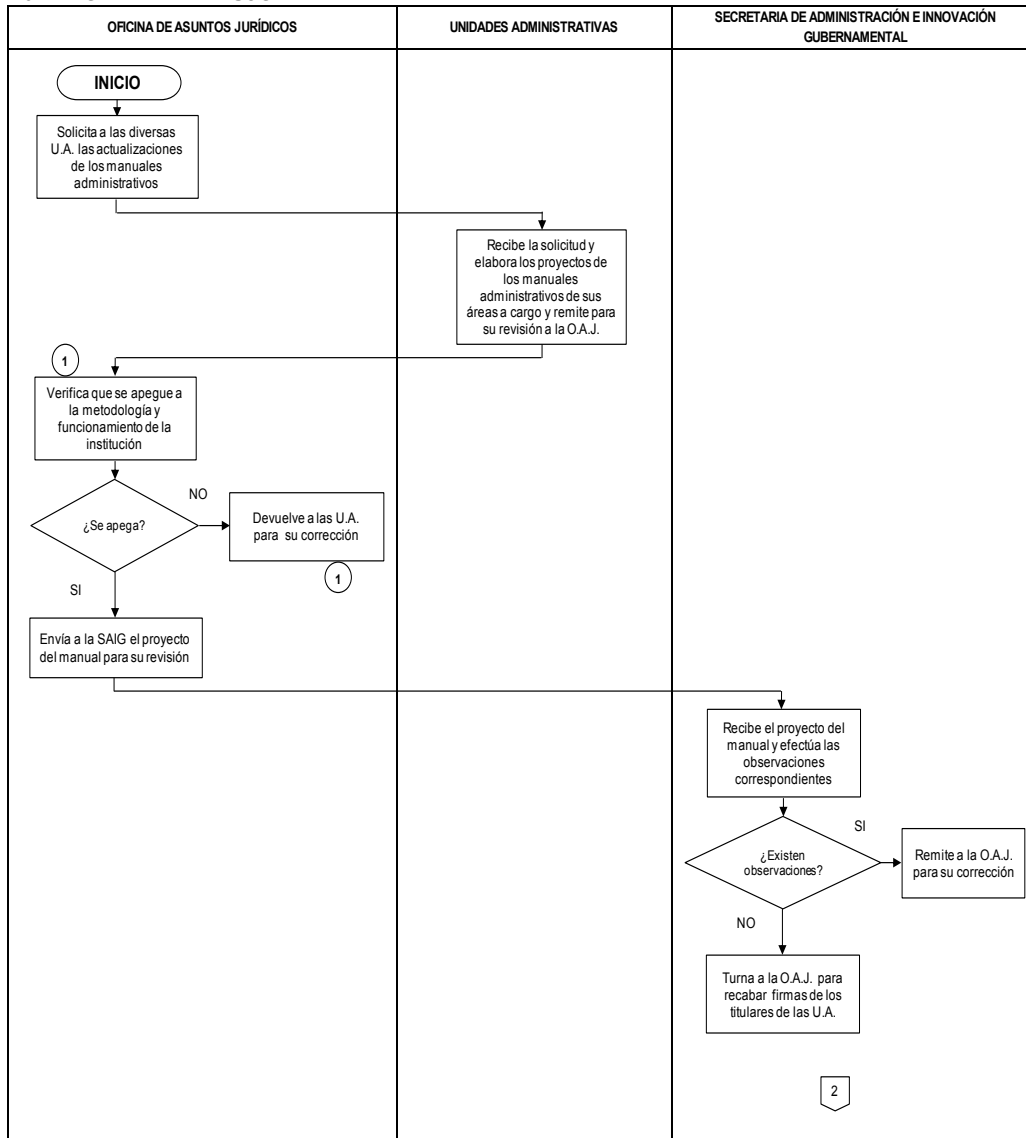 OFICINA DE ASUNTOS JURÍDICOS
UNIDADES ADMINISTRATIVAS
SECRETARIA DE ADMINISTRACIÓN E INNOVACIÓN
GUBERNAMENTAL
INICIO
Solicita a las diversas
U.A. las actualizaciones
de los manuales
administrativos
Recibe la solicitud y
elabora los proyectos de
los manuales
administrativos de sus
áreas a cargo y remite para
su revisión a la O.A.J.
1
Verifica que se apegue a
la metodología y
funcionamiento de la
institución
¿Se apega?
NO
Devuelve a las U.A.
para su corrección
1
SI
Envía a la SAIG el proyecto
del manual para su revisión
Recibe el proyecto del
manual y efectúa las
observaciones
correspondientes
¿Existen
observaciones?
SI
Remite a la O.A.J.
para su corrección
NO
Turna a la O.A.J. para
recabar firmas de los
titulares de las U.A.
2